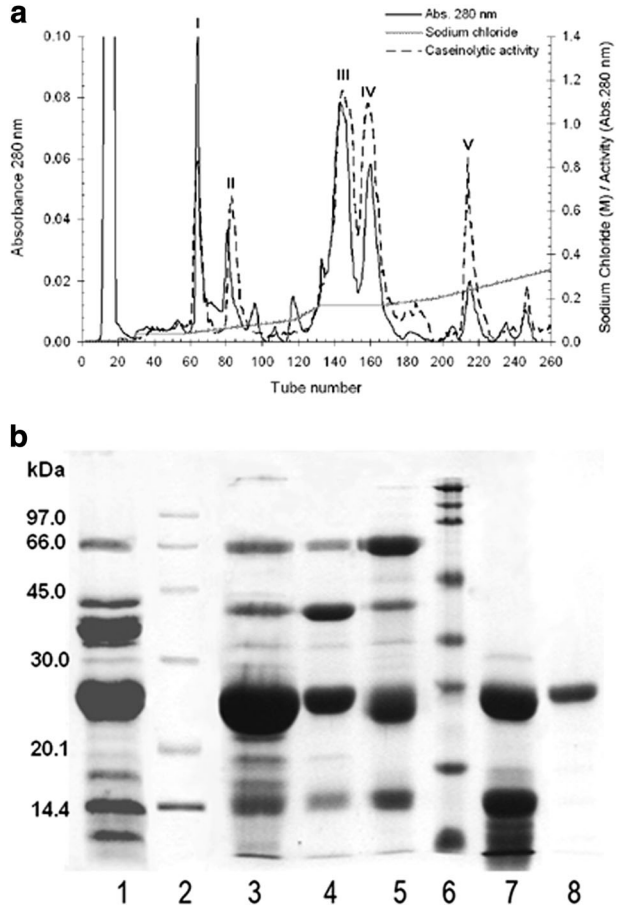 a
Abs. 280 nm
Sodium chloride
Caseinolytic activity
I
II
III
IV
V
Absorbance 280 nm
0.10
0.08
0.06
0.04
0.02
0.00
Sodium Chloride (M) / Activity (Abs.280 nm)
1.4
1.2
1.0
0.8
0.6
0.4
0.2
0.0
0 20 40 60 80 100 120 140 160 180 200 220 240 260
Tube number
b
kDa
97.0
66.0
45.0
30.0
20.1
14.4
1 2 3 4 5 6 7 8